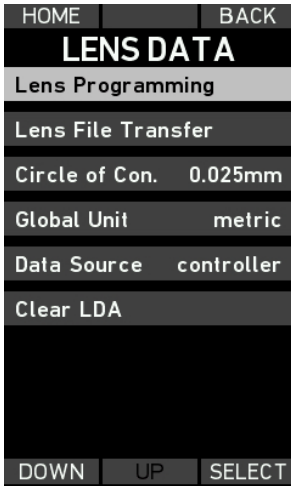 HOME BACK
LENS DATA
Lens Programming
Lens File Transfer
Circle of Con. 0.025mm
Global Unit metric
Data Source controller
Clear LDA
DOWN UP SELECT